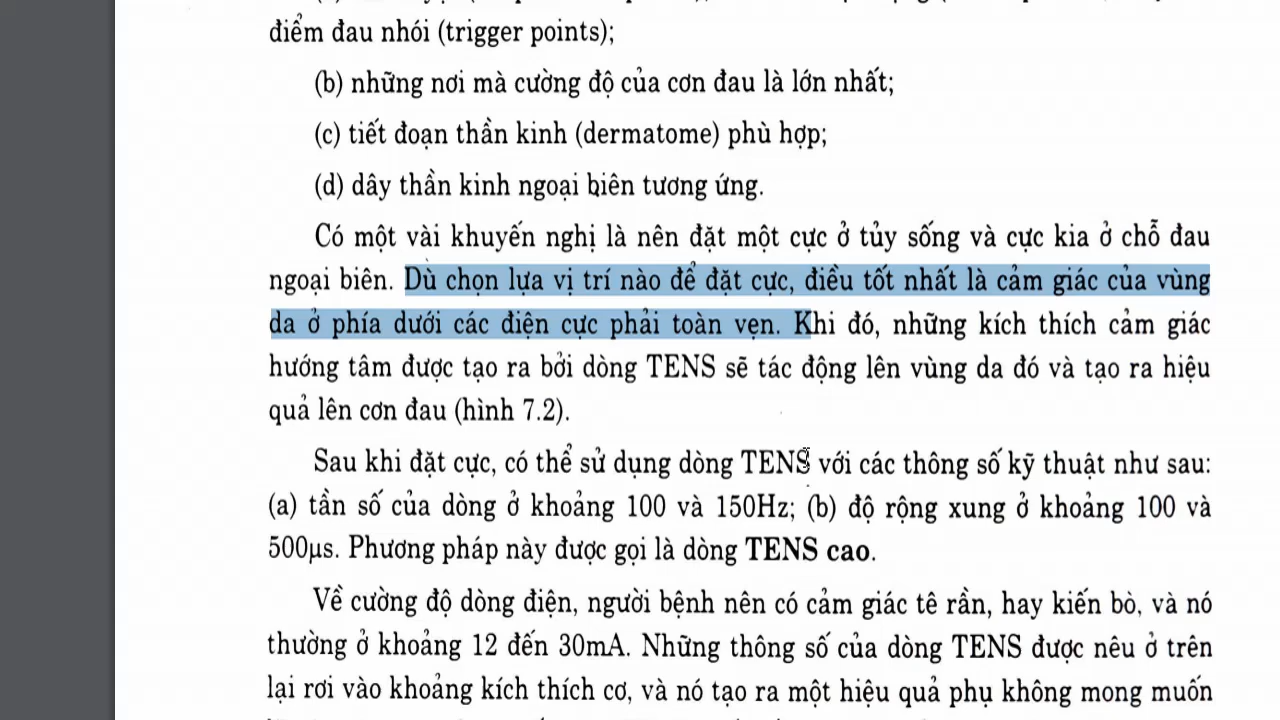 điểm đau nhói (trigger points);
(b) những nơi mà cường độ của cơn đau là lớn nhất;
(c) tiết đoạn thần kinh (dermatome) phù hợp;
(d) dây thần kinh ngoại biên tương ứng.
Có một vài khuyến nghị là nên đặt một cực ở tủy sống và cực kia ở chỗ đau
ngoại biên. Dù chọn lựa vị trí nào để đặt cực, điều tốt nhất là cảm giác của vùng
da ở phía dưới các điện cực phải toàn vẹn. Khi đó, những kích thích cảm giác
hướng tâm được tạo ra bởi dòng TENS sẽ tác động lên vùng da đó và tạo ra hiệu
quả lên cơn đau (hình 7.2).
Sau khi đặt cực, có thể sử dụng dòng TENS với các thông số kỹ thuật như sau:
(a) tần số của dòng ở khoảng 100 và 150Hz; (b) độ rộng xung ở khoảng 100 và
500μs. Phương pháp này được gọi là dòng TENS cao.
Về cường độ dòng điện, người bệnh nên có cảm giác tê rần, hay kiến bò, và nó
thường ở khoảng 12 đến 30mA. Những thông số của dòng TENS được nêu ở trên
lại rơi vào khoảng kích thích cơ, và nó tạo ra một hiệu quả phụ không mong muốn